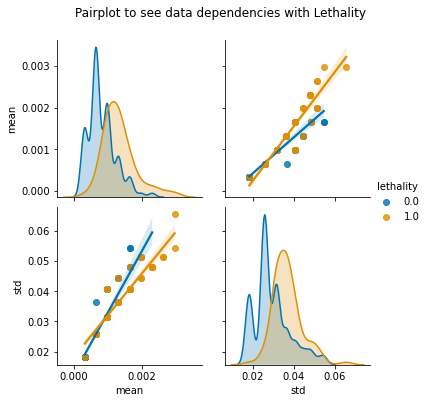 Pairplot to see data dependencies with Lethality
0.003
0.002
0.001
0.000
mean
lethality
0.0
1.0
0.06
0.05
0.04
0.03
0.02
std
0.000 0.002
mean
0.02 0.04 0.06
std